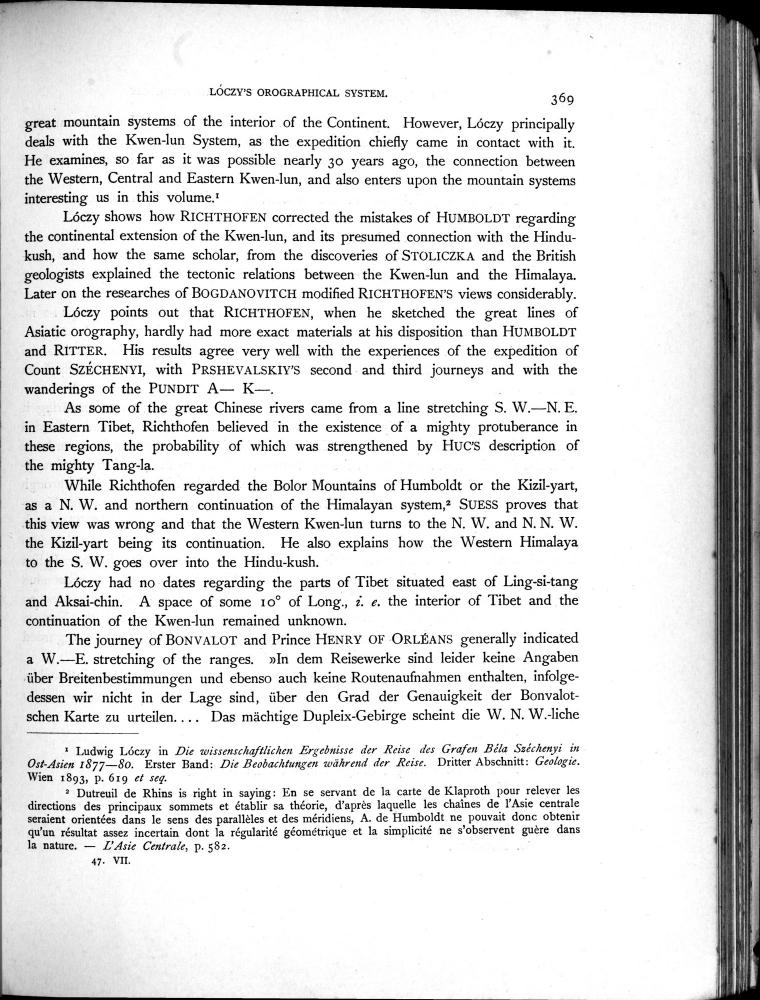 LÓCZY'S OROGRAPHICAL SYSTEM.
369
great mountain systems of the interior of the Continent. However, Lóczy principally
deals with the Kwen-lun System, as the expedition chiefly came in contact with it.
He examines, so far as it was possible nearly 30 years ago, the connection between
the Western, Central and Eastern Kwen-lun, and also enters upon the mountain systems
interesting us in this volume.¹
Lóczy shows how RICHTHOFEN corrected the mistakes of HUMBOLDT regarding
the continental extension of the Kwen-lun, and its presumed connection with the Hindu-
kush, and how the same scholar, from the discoveries of STOLICZKA and the British
geologists explained the tectonic relations between the Kwen-lun and the Himalaya.
Later on the researches of BOGDANOVITCH modified RICHTHOFEN'S views considerably.
Lóczy points out that RICHTHOFEN, when he sketched the great lines of
Asiatic orography, hardly had more exact materials at his disposition than HUMBOLDT
and RITTER. His results agree very well with the experiences of the expedition of
Count SZÉCHENYI, with PRSHEVALSKIY'S second and third journeys and with the
wanderings of the PUNDIT A— K—.
As some of the great Chinese rivers came from a line stretching S. W.—N. E.
in Eastern Tibet, Richthofen believed in the existence of a mighty protuberance in
these regions, the probability of which was strengthened by HUC'S description of
the mighty Tang-la.
While Richthofen regarded the Bolor Mountains of Humboldt or the Kizil-yart,
as a N. W. and northern continuation of the Himalayan system,² SUESS proves that
this view was wrong and that the Western Kwen-lun turns to the N. W. and N. N. W.
the Kizil-yart being its continuation. He also explains how the Western Himalaya
to the S. W. goes over into the Hindu-kush.
Lóczy had no dates regarding the parts of Tibet situated east of Ling-si-tang
and Aksai-chin. A space of some 10° of Long., i. e. the interior of Tibet and the
continuation of the Kwen-lun remained unknown.
The journey of BONVALOT and Prince HENRY OF ORLÉANS generally indicated
a W.—E. stretching of the ranges. »In dem Reisewerke sind leider keine Angaben
über Breitenbestimmungen und ebenso auch keine Routenaufnahmen enthalten, infolge-
dessen wir nicht in der Lage sind, über den Grad der Genauigkeit der Bonvalot-
schen Karte zu urteilen.... Das mächtige Dupleix-Gebirge scheint die W. N. W.-liche
¹ Ludwig Lóczy in Die wissenschaftlichen Ergebnisse der Reise des Grafen Béla Széchenyi in
Ost-Asien 1877—80. Erster Band: Die Beobachtungen während der Reise. Dritter Abschnitt: Geologie.
Wien 1893, p. 619 et seq.
² Dutreuil de Rhins is right in saying: En se servant de la carte de Klaproth pour relever les
directions des principaux sommets et établir sa théorie, d'après laquelle les chaînes de l'Asie centrale
seraient orientées dans le sens des parallèles et des méridiens, A. de Humboldt ne pouvait donc obtenir
qu'un résultat assez incertain dont la régularité géométrique et la simplicité ne s'observent guère dans
la nature. — L'Asie Centrale, p. 582.
47. VII.